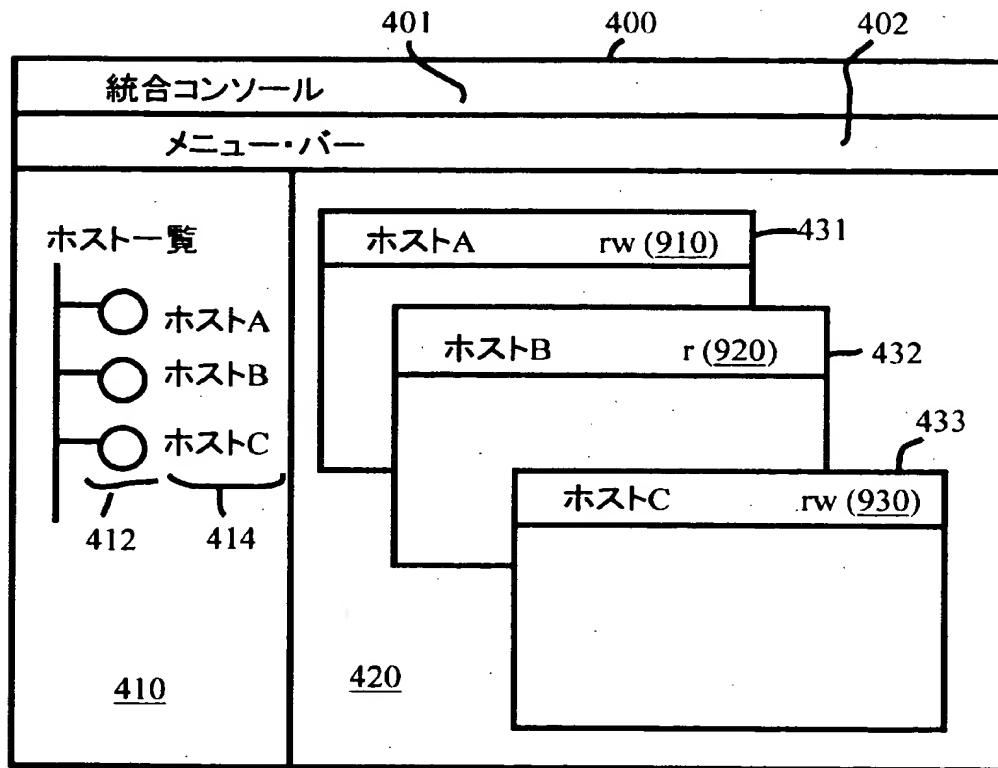 401 400 402
統合コンソール
メニュー・バー
ホスト一覧
ホストA
ホストB
ホストC
412 414
410
ホストA rw (910) 431
ホストB r (920) 432
433
ホストC rw (930)
420